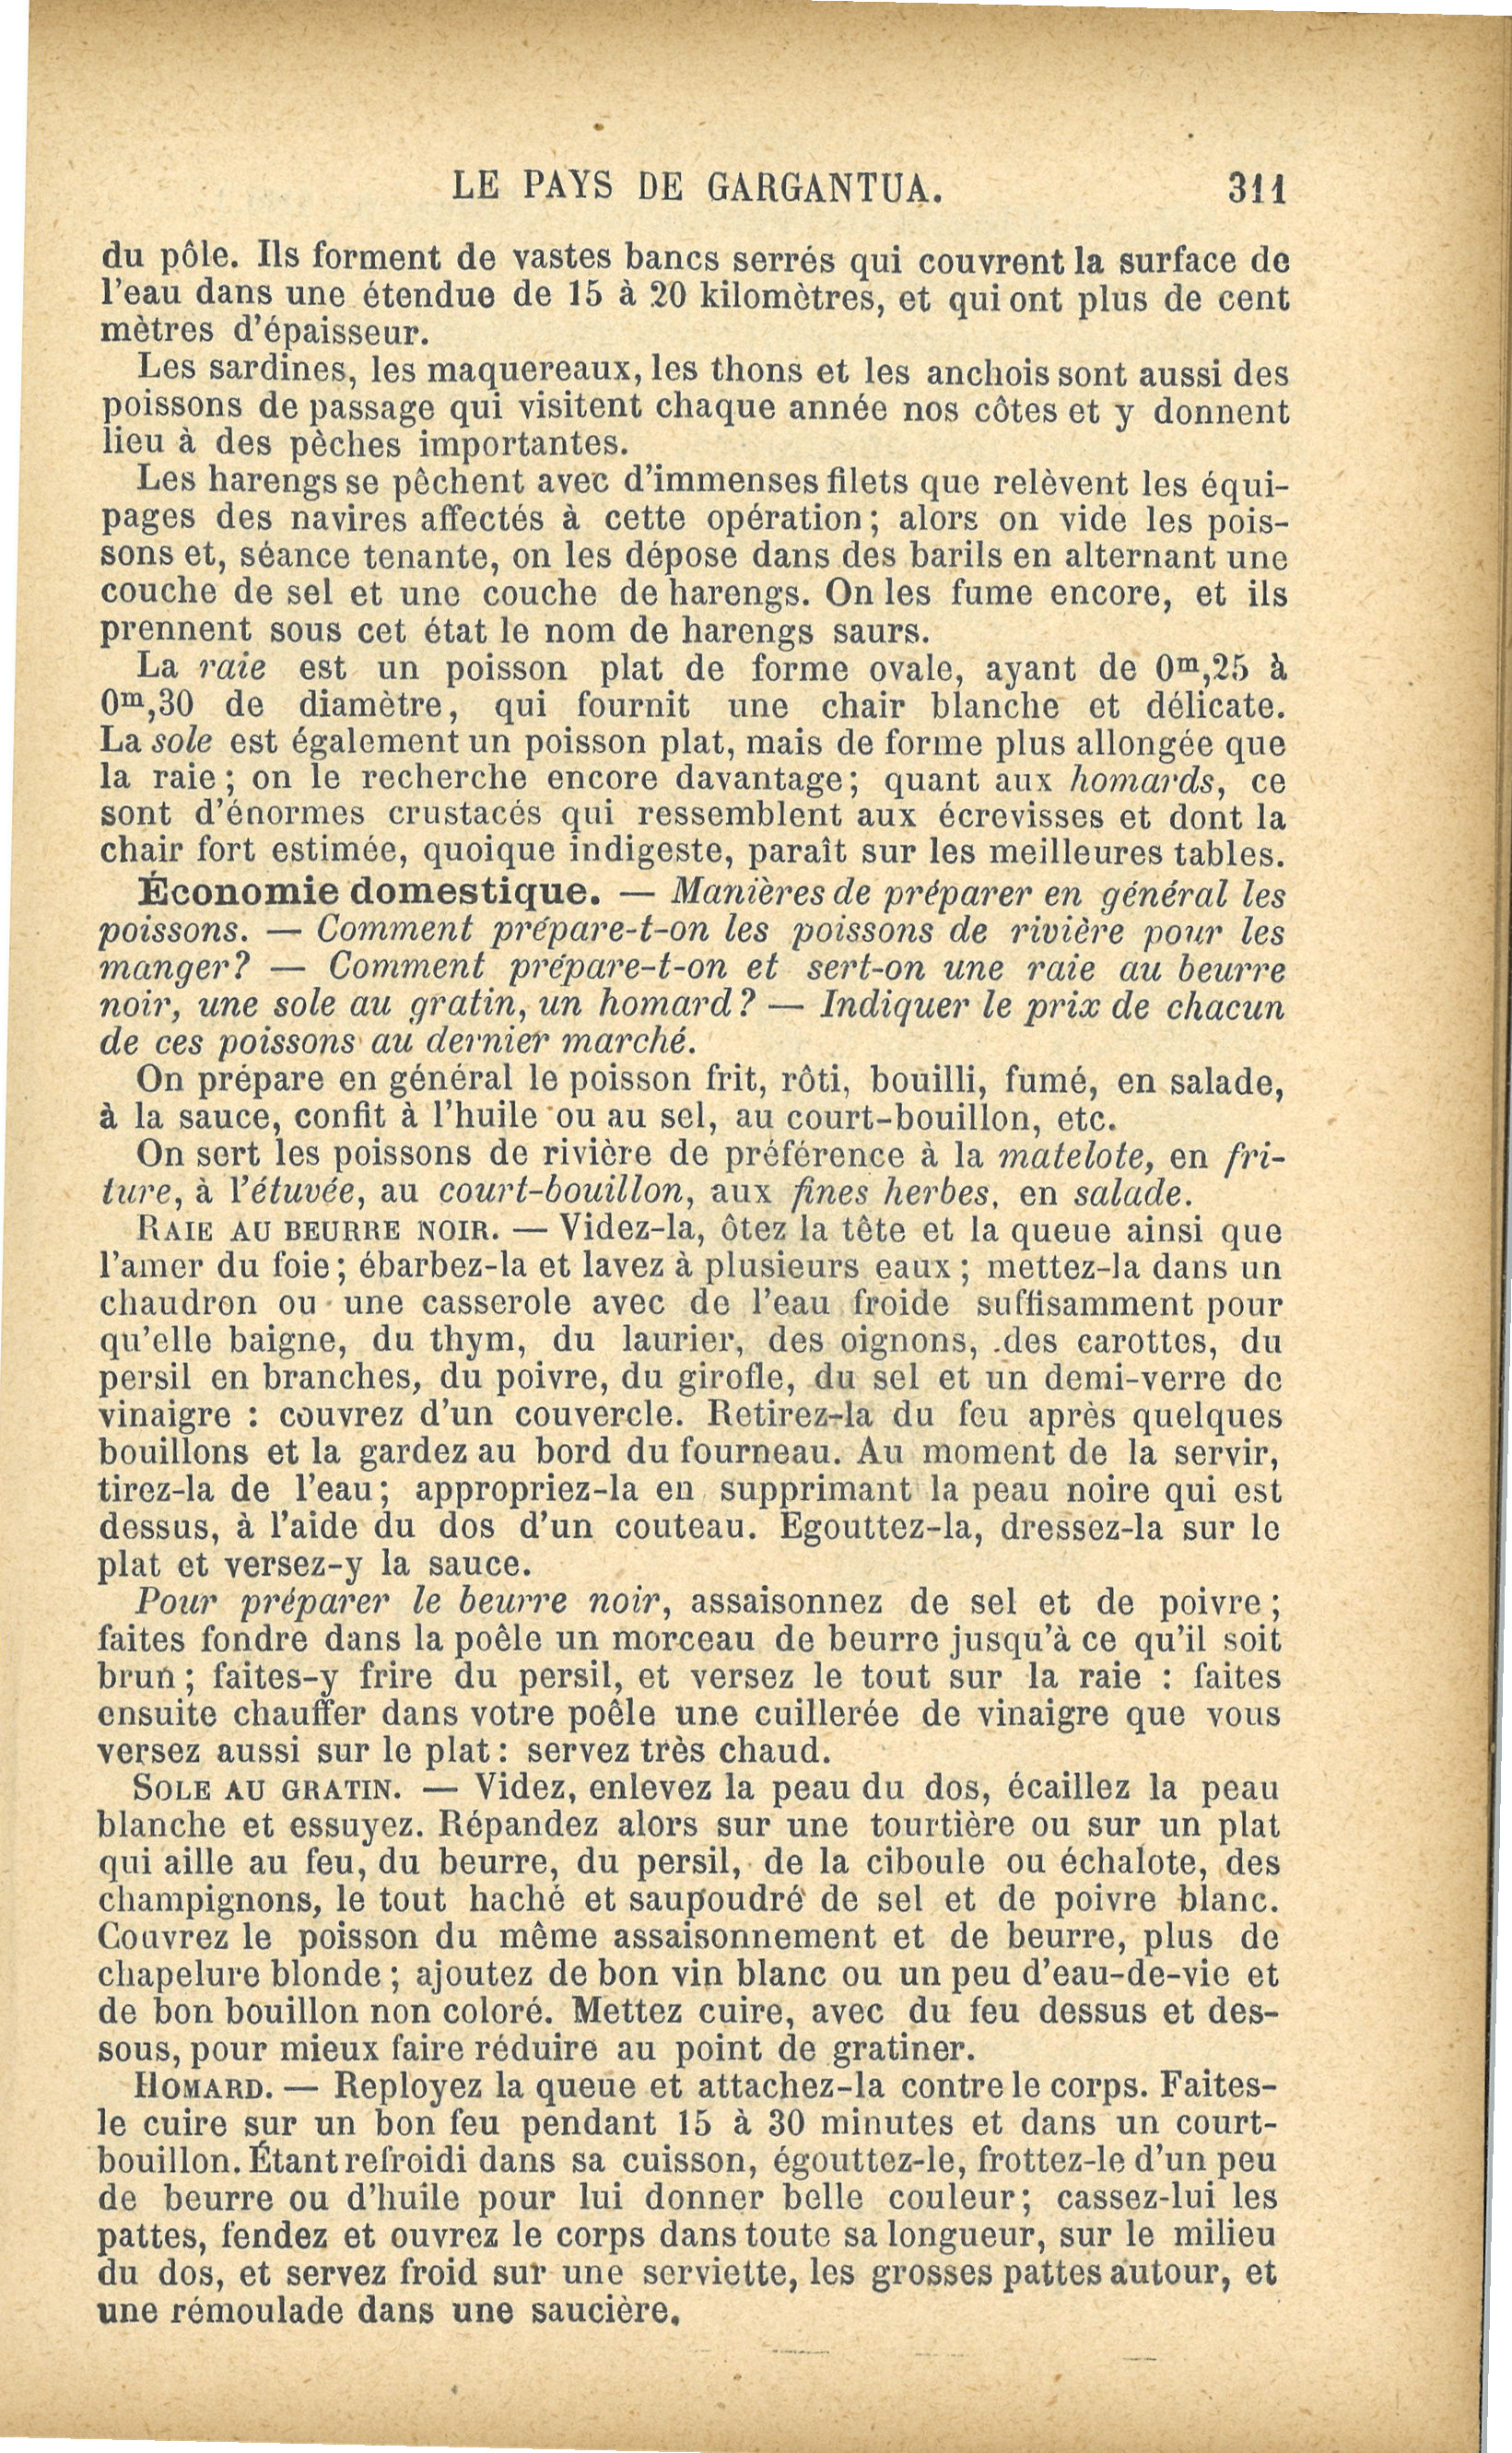 LE PAYS DE GARGANTUA. 311
du pôle. Ils forment de vastes bancs serrés qui couvrent la surface de
l'eau dans une étendue de 15 à 20 kilomètres, et qui ont plus de cent
mètres d'épaisseur.
Les sardines, les maquereaux, les thons et les anchois sont aussi des
poissons de passage qui visitent chaque année nos côtes et y donnent
lieu à des pèches importantes.
Les harengs se pêchent avec d'immenses filets que relèvent les équi-
pages des navires affectés à cette opération; alors on vide les pois-
sons et, séance tenante, on les dépose dans des barils en alternant une
couche de sel et une couche de harengs. On les fume encore, et ils
prennent sous cet état le nom de harengs saurs.
La raie est un poisson plat de forme ovale, ayant de 0m,25 à
0m,30 de diamètre, qui fournit une chair blanche et délicate.
La sole est également un poisson plat, mais de forme plus allongée que
la raie; on le recherche encore davantage; quant aux homards, ce
sont d'énormes crustacés qui ressemblent aux écrevisses et dont la
chair fort estimée, quoique indigeste, paraît sur les meilleures tables.
Économie domestique. — Manières de préparer en général les
poissons. — Comment prépare-t-on les poissons de rivière pour les
manger? — Comment prépare-t-on et sert-on une raie au beurre
noir, une sole au gratin, un homard? — Indiquer le prix de chacun
de ces poissons au dernier marché.
On prépare en général le poisson frit, rôti, bouilli, fumé, en salade,
à la sauce, confit à l'huile ou au sel, au court-bouillon, etc.
On sert les poissons de rivière de préférence à la matelote, en fri-
ture, à l'étuvée, au court-bouillon, aux fines herbes, en salade.
RAIE AU BEURRE NOIR. — Videz-la, ôtez la tête et la queue ainsi que
l'amer du foie; ébarbez-la et lavez à plusieurs eaux; mettez-la dans un
chaudron ou une casserole avec de l'eau froide suffisamment pour
qu'elle baigne, du thym, du laurier, des oignons, des carottes, du
persil en branches, du poivre, du girofle, du sel et un demi-verre de
vinaigre : couvrez d'un couvercle. Retirez-la du feu après quelques
bouillons et la gardez au bord du fourneau. Au moment de la servir,
tirez-la de l'eau; appropriez-la en supprimant la peau noire qui est
dessus, à l'aide du dos d'un couteau. Egouttez-la, dressez-la sur le
plat et versez-y la sauce.
Pour préparer le beurre noir, assaisonnez de sel et de poivre;
faites fondre dans la poêle un morceau de beurre jusqu'à ce qu'il soit
brun; faites-y frire du persil, et versez le tout sur la raie : faites
ensuite chauffer dans votre poêle une cuillerée de vinaigre que vous
versez aussi sur le plat : servez très chaud.
SOLE AU GRATIN. — Videz, enlevez la peau du dos, écaillez la peau
blanche et essuyez. Répandez alors sur une tourtière ou sur un plat
qui aille au feu, du beurre, du persil, de la ciboule ou échalote, des
champignons, le tout haché et saupoudré de sel et de poivre blanc.
Couvrez le poisson du même assaisonnement et de beurre, plus de
chapelure blonde; ajoutez de bon vin blanc ou un peu d'eau-de-vie et
de bon bouillon non coloré. Mettez cuire, avec du feu dessus et des-
sous, pour mieux faire réduire au point de gratiner.
HOMARD. — Reployez la queue et attachez-la contre le corps. Faites-
le cuire sur un bon feu pendant 15 à 30 minutes et dans un court-
bouillon. Étant refroidi dans sa cuisson, égouttez-le, frottez-le d'un peu
de beurre ou d'huile pour lui donner belle couleur; cassez-lui les
pattes, fendez et ouvrez le corps dans toute sa longueur, sur le milieu
du dos, et servez froid sur une serviette, les grosses pattes autour, et
une rémoulade dans une saucière.